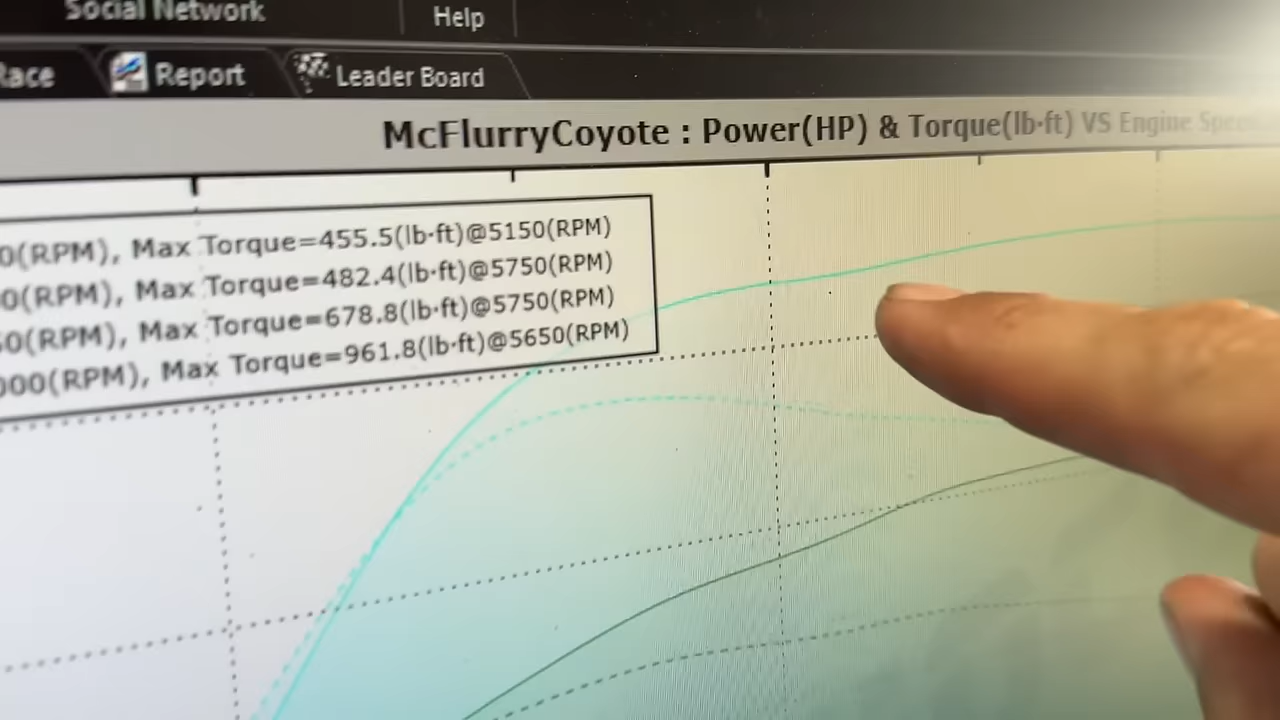 Social Network
Help
Race
Report
Leader Board
McFlurryCoyote : Power(HP) & Torque(lb·ft) VS Engine
0(RPM), Max Torque=455.5(lb·ft)@5150(RPM)
0(RPM), Max Torque=482.4(lb·ft)@5750(RPM)
50(RPM), Max Torque=678.8(lb·ft)@5750(RPM)
000(RPM), Max Torque=961.8(lb·ft)@5650(RPM)